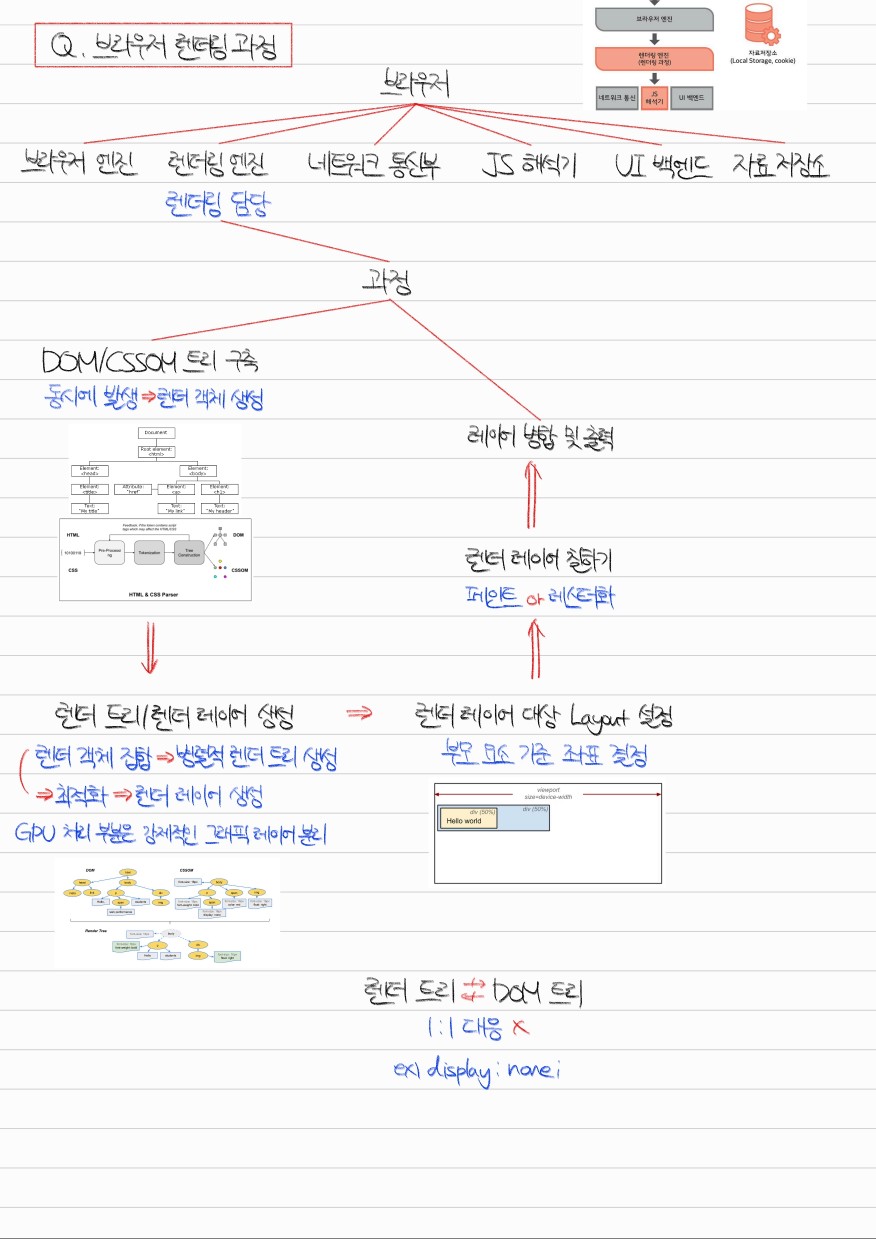 브라우저 엔진
렌더링 엔진
(렌더링 과정)
네트워크 통신
JS
해석기
UI 백엔드
자료저장소
(Local Storage, cookie)
Q. 브라우저 렌더링 과정
브라우저
브라우저 엔진 렌더링 엔진 네트워크 통신부 JS 해석기 UI 백엔드 자료 저장소
렌더링 담당
과정
DOM/CSSOM 트리 구축
동시에 발생 ⇒ 렌더 객체 생성
Document
Root element:
<html>
Element:
<head>
Element:
<body>
Element:
<title>
Attribute:
"href"
Element:
<a>
Element:
<h1>
Text:
"My title"
Text:
"My link"
Text:
"My header"
HTML
CSS
Pre-Processing
Tokenization
Tree
Construction
DOM
CSSOM
HTML & CSS Parser
레이어 병합 및 출력
렌더 레이어 칠하기
페인트 or 레스터화
렌더 트리/렌더 레이어 생성 ⇒ 렌더 레이어 대상 Layout 설정
렌더 객체 집합 ⇒ 병렬적 렌더 트리 생성
⇒ 최적화 ⇒ 렌더 레이어 생성
GPU 처리 부분은 강제적인 그래픽 레이어 분리
부모 요소 기준 좌표 결정
viewport
size=device-width
div (50%)
div (50%)
Hello world
DOM
CSSOM
Render Tree
렌더 트리 ⇄ DOM 트리
1:1 대응 X
ex) display: none;